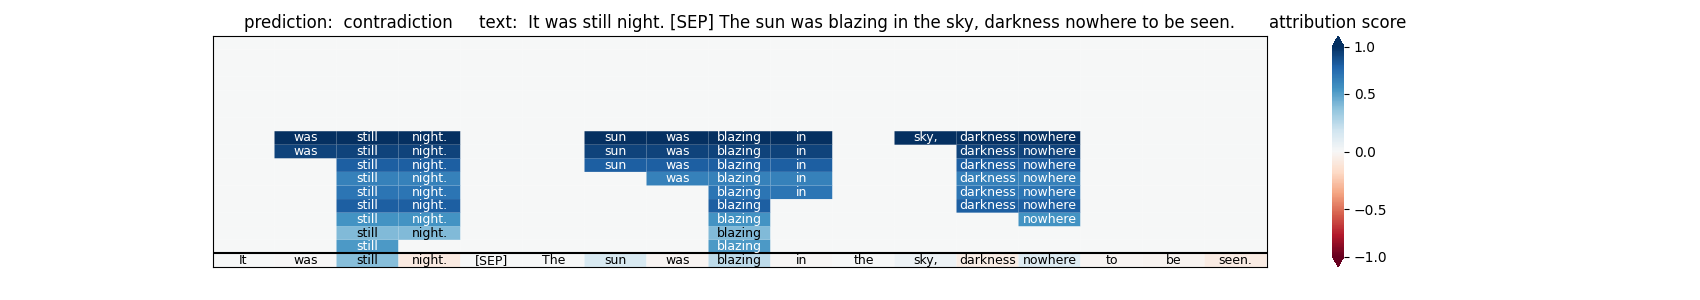 prediction: contradiction text: It was still night. [SEP] The sun was blazing in the sky, darkness nowhere to be seen. attribution score
1.0
was still night. sun was blazing in sky, darkness nowhere
was still night. sun was blazing in darkness nowhere
still night. sun was blazing in darkness nowhere
0.5
still night. was blazing in darkness nowhere
still night. blazing in darkness nowhere
still night. blazing darkness nowhere
still night. blazing nowhere
still night. blazing
still blazing
It was still night. [SEP] The sun was blazing in the sky, darkness nowhere to be seen.
0.0
−0.5
−1.0